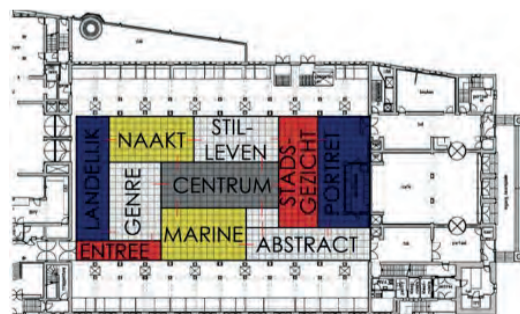 LANDELIJK
NAAKT
STIL-
LEVEN
STADS-
GEZICHT
PORTRET
GENRE
CENTRUM
MARINE
ABSTRACT
ENTREE